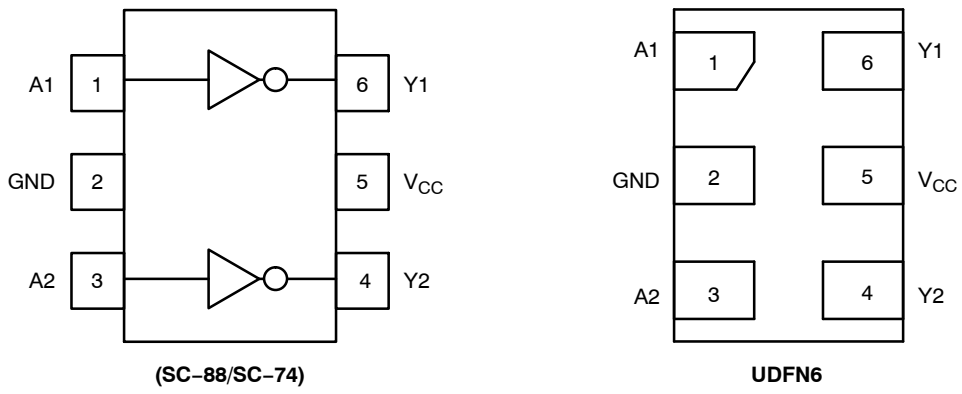 A1 1 6 Y1
GND 2 5 VCC
A2 3 4 Y2
(SC−88/SC−74)
A1 1 6 Y1
GND 2 5 VCC
A2 3 4 Y2
UDFN6